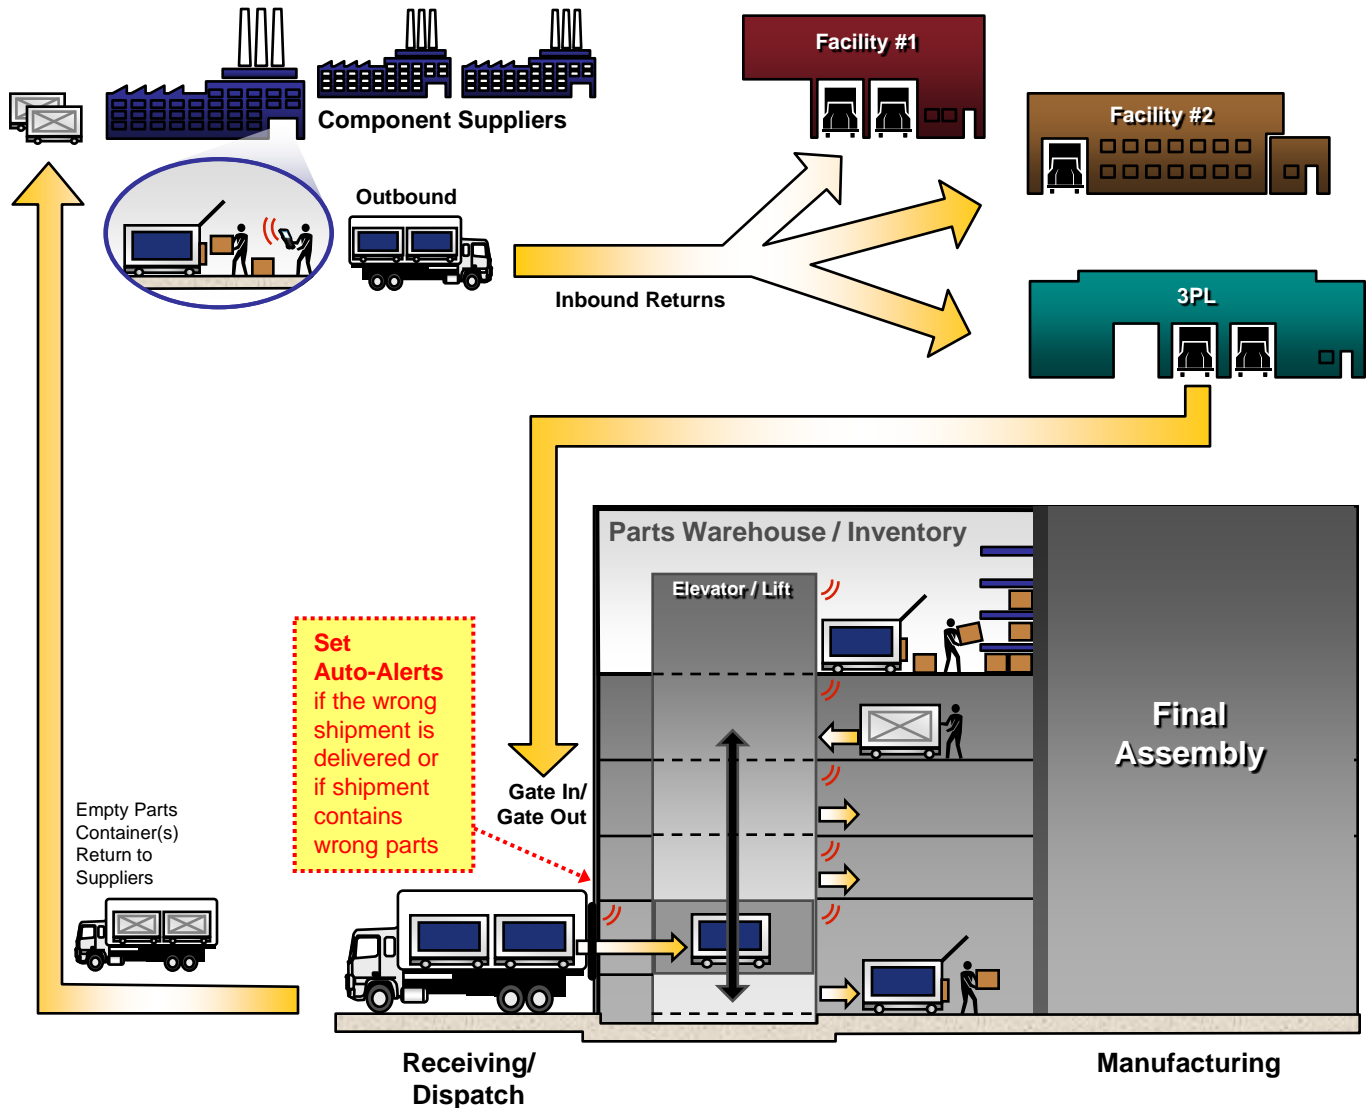 Facility #1
Facility #2
Component Suppliers
Outbound
Inbound Returns
3PL
Parts Warehouse / Inventory
Elevator / Lift
Set
Auto-Alerts
if the wrong
shipment is
delivered or
if shipment
contains
wrong parts
Final
Assembly
Gate In/
Gate Out
Empty Parts
Container(s)
Return to
Suppliers
Receiving/
Dispatch
Manufacturing